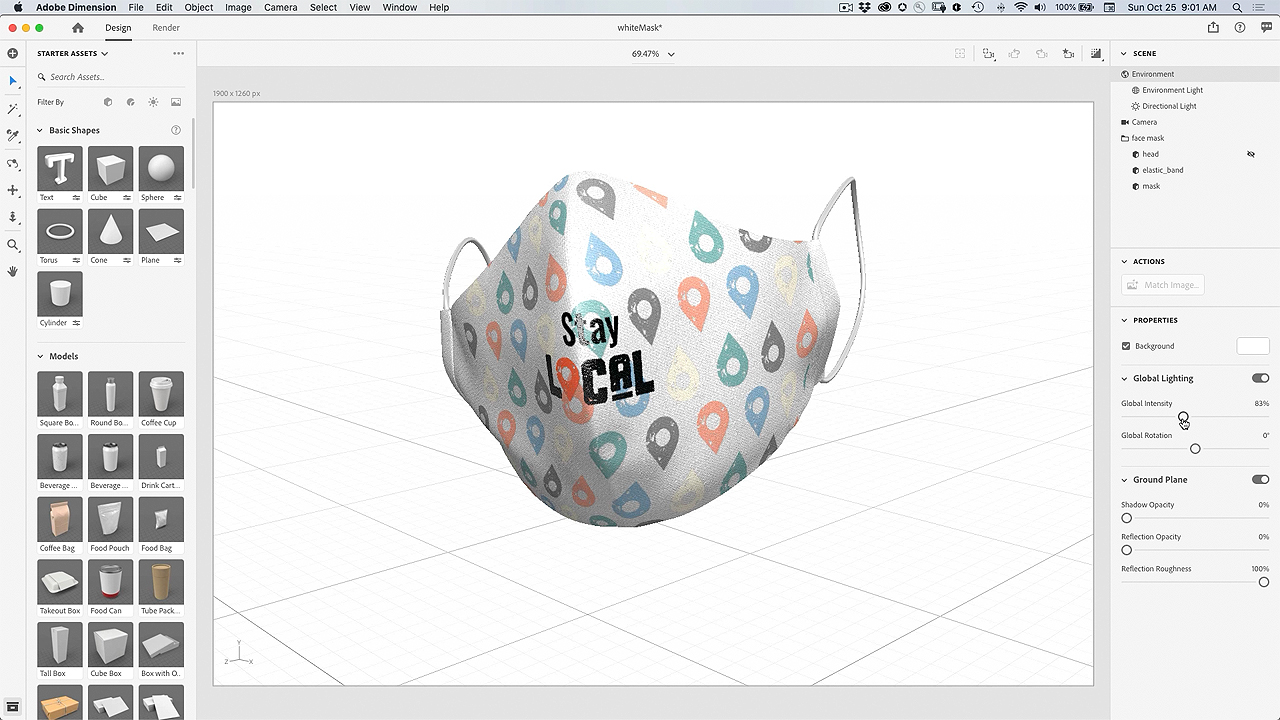 Adobe Dimension File Edit Object Image Camera Select View Window Help
100% Sun Oct 25 9:01 AM
Design Render whiteMask*
STARTER ASSETS
69.47%
Search Assets..
Filter By
1900 x 1260 px
Basic Shapes
Text Cube Sphere
Torus Cone Plane
Cylinder
Models
Square Bo... Round Bo... Coffee Cup
Beverage ... Beverage ... Drink Cart...
Coffee Bag Food Pouch Food Bag
Takeout Box Food Can Tube Pack...
Tall Box Cube Box Box with O..
Stay
LOCAL
Y
Z X
SCENE
Environment
Environment Light
Directional Light
Camera
face mask
head
elastic_band
mask
ACTIONS
Match Image...
PROPERTIES
Background
Global Lighting
Global Intensity 83%
Global Rotation 0°
Ground Plane
Shadow Opacity 0%
Reflection Opacity 0%
Reflection Roughness 100%